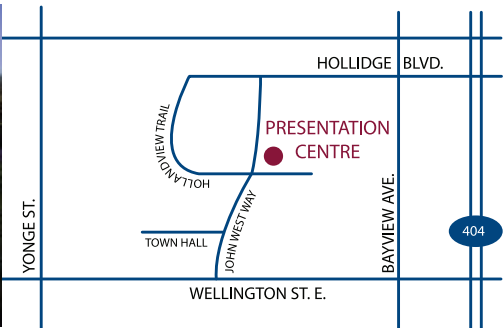 HOLLIDGE BLVD.
HOLLANDVIEW TRAIL
PRESENTATION
CENTRE
YONGE ST.
BAYVIEW AVE.
JOHN WEST WAY
404
TOWN HALL
WELLINGTON ST. E.